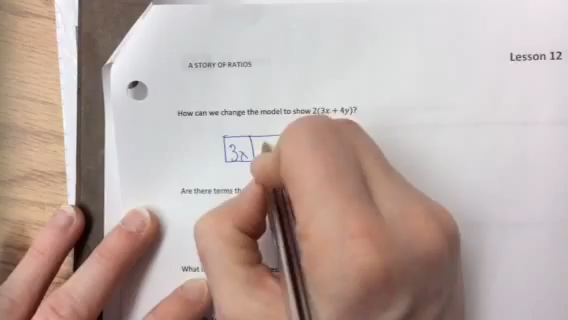 Lesson 12
A STORY OF RATIOS
How can we change the model to show 2(3x + 4y)?
3x
Are there terms
What